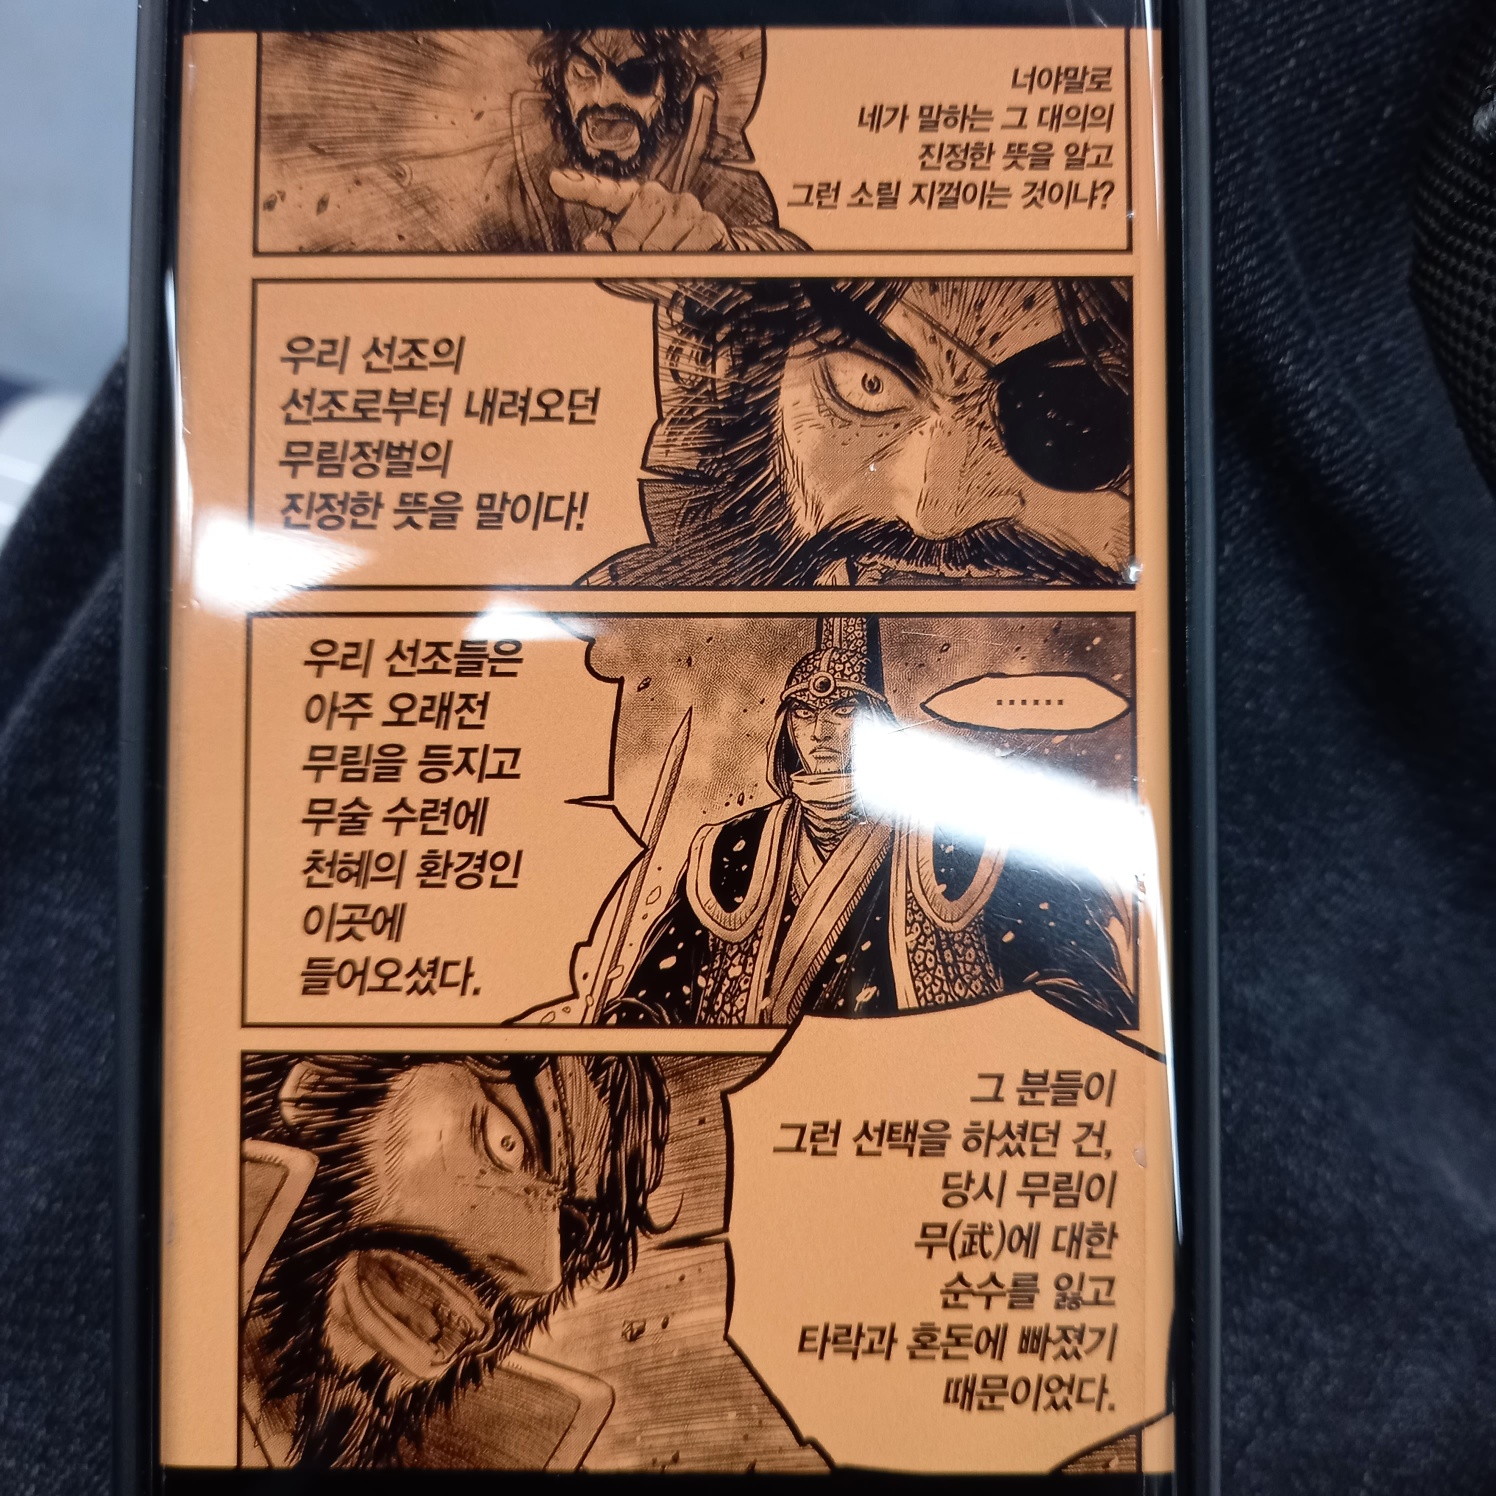 너야말로
네가 말하는 그 대의의
진정한 뜻을 알고
그런 소릴 지껄이는 것이냐?
우리 선조의
선조로부터 내려오던
무림정벌의
진정한 뜻을 말이다!
우리 선조들은
아주 오래전
무림을 등지고
무술 수련에
천혜의 환경인
이곳에
들어오셨다.
......
그 분들이
그런 선택을 하셨던 건,
당시 무림이
무(武)에 대한
순수를 잃고
타락과 혼돈에 빠졌기
때문이었다.